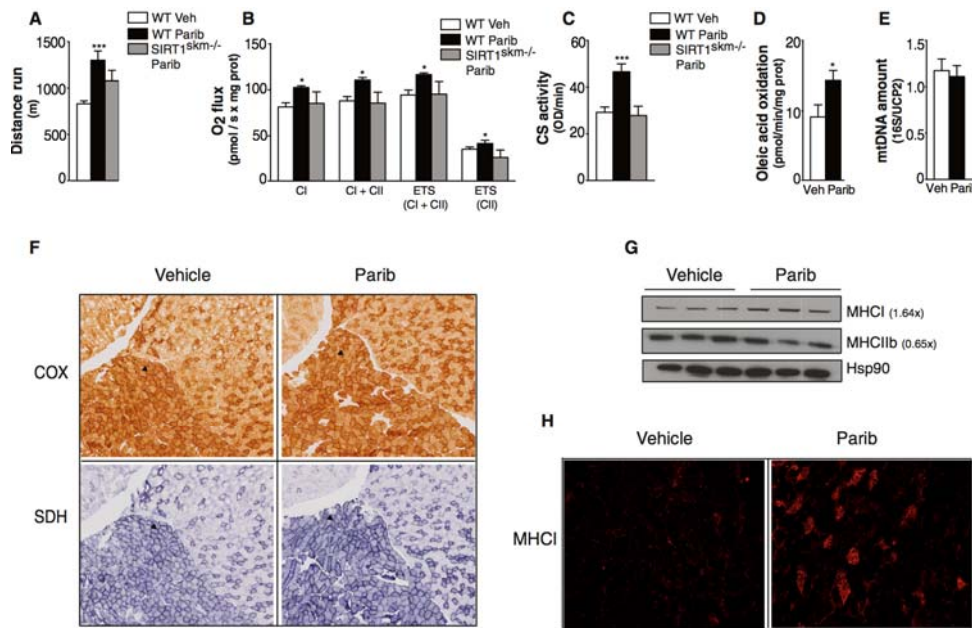 A
WT Veh
WT Parib
SIRT1skm-/-
Parib
Distance run
(m)
1500
1000
500
0
***
B
WT Veh
WT Parib
SIRT1skm-/-
Parib
O2 flux
(pmol / s x mg prot)
150
100
50
0
*
*
*
*
CI
CI + CII
ETS
(CI + CII)
ETS
(CII)
C
WT Veh
WT Parib
SIRT1skm-/-
Parib
CS activity
(OD/min)
60
40
20
0
***
D
Oleic acid oxidation
(pmol/min/mg prot)
20
10
0
*
Veh Parib
E
mtDNA amount
(16S/UCP2)
1.5
1.0
0.5
0
Veh Parib
F
Vehicle
Parib
COX
SDH
G
Vehicle
Parib
MHCI (1.64x)
MHCIIb (0.65x)
Hsp90
H
Vehicle
Parib
MHCI